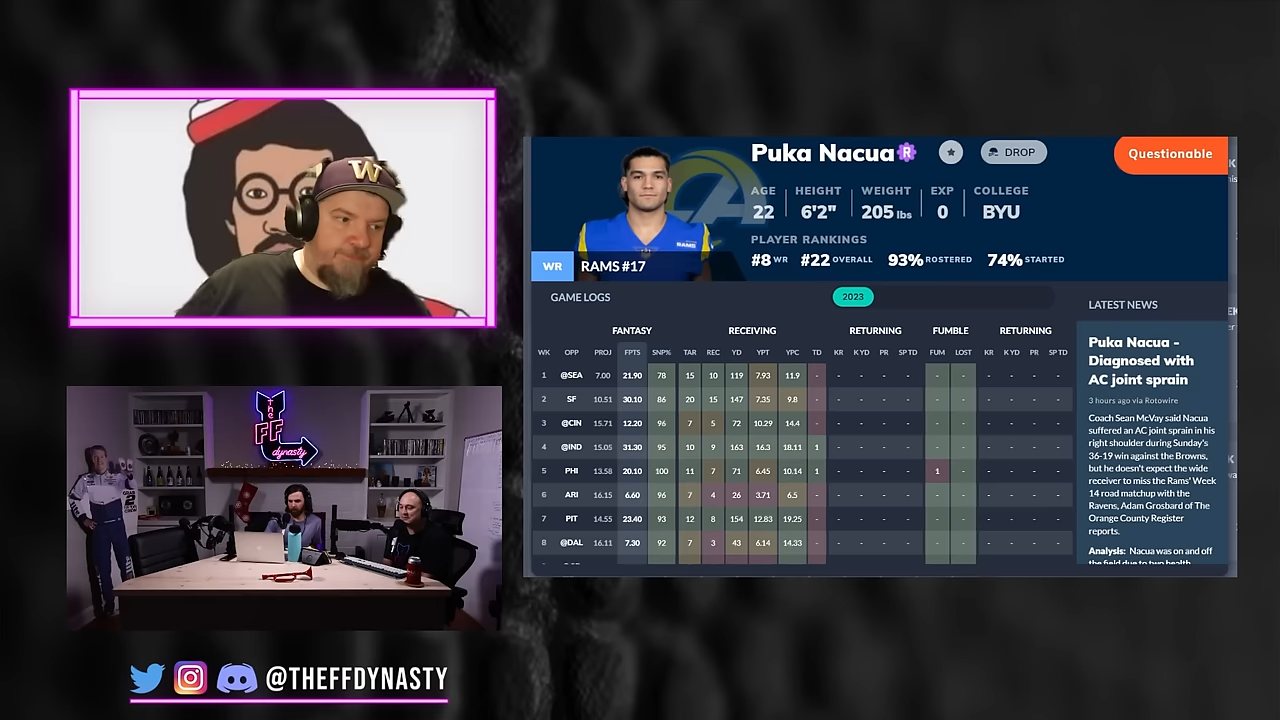 W
the
FF
dynasty
@THEFFDYNASTY
Puka Nacua R
DROP
Questionable
AGE HEIGHT WEIGHT EXP COLLEGE
22 6'2" 205 lbs 0 BYU
PLAYER RANKINGS
#8 WR #22 OVERALL 93% ROSTERED 74% STARTED
WR RAMS #17
RAMS
GAME LOGS
2023
FANTASY RECEIVING RETURNING FUMBLE RETURNING
WK OPP PROJ FPTS SNP% TAR REC YD YPT YPC TD KR KYD PR SPTD FUM LOST KR KYD PR SPTD
1 @SEA 7.00 21.90 78 15 10 119 7.93 11.9 - - - - - - - - - - -
2 SF 10.51 30.10 86 20 15 147 7.35 9.8 - - - - - - - - - - -
3 @CIN 15.71 12.20 96 7 5 72 10.29 14.4 - - - - - - - - - - -
4 @IND 15.05 31.30 95 10 9 163 16.3 18.11 1 - - - - - - - - - -
5 PHI 13.58 20.10 100 11 7 71 6.45 10.14 1 - - - - 1 - - - - -
6 ARI 16.15 6.60 96 7 4 26 3.71 6.5 - - - - - - - - - - -
7 PIT 14.55 23.40 93 12 8 154 12.83 19.25 - - - - - - - - - - -
8 @DAL 16.11 7.30 92 7 3 43 6.14 14.33 - - - - - - - - - - -
LATEST NEWS
Puka Nacua -
Diagnosed with
AC joint sprain
3 hours ago via Rotowire
Coach Sean McVay said Nacua
suffered an AC joint sprain in his
right shoulder during Sunday's
36-19 win against the Browns,
but he doesn't expect the wide
receiver to miss the Rams' Week
14 road matchup with the
Ravens, Adam Grosbard of The
Orange County Register
reports.
Analysis: Nacua was on and off
the field due to two health